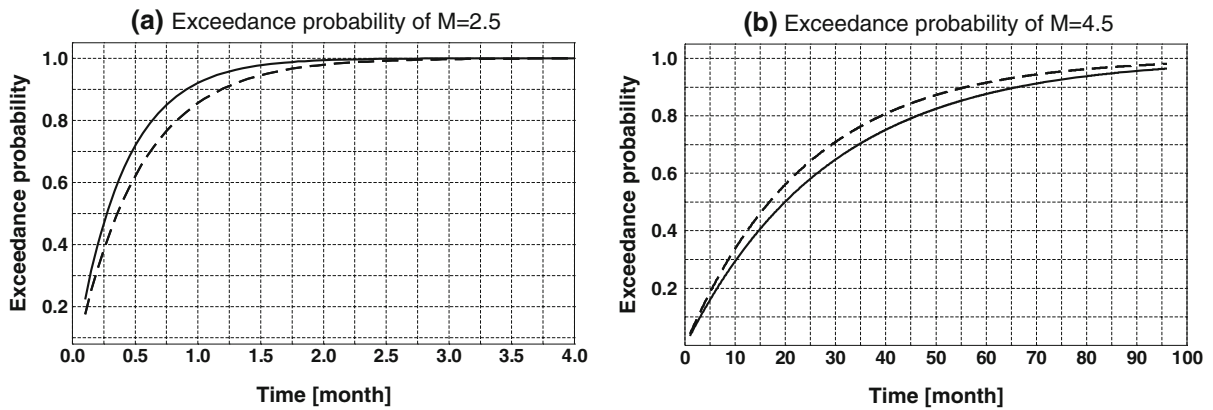 (a) Exceedance probability of M=2.5
Exceedance probability
1.0
0.8
0.6
0.4
0.2
0.0 0.5 1.0 1.5 2.0 2.5 3.0 3.5 4.0
Time [month]
(b) Exceedance probability of M=4.5
Exceedance probability
1.0
0.8
0.6
0.4
0.2
0 10 20 30 40 50 60 70 80 90 100
Time [month]